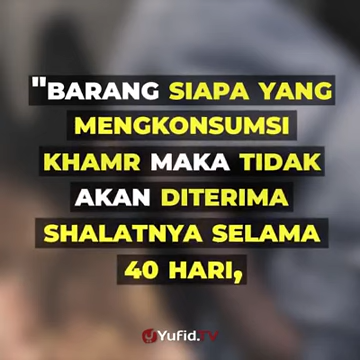 "BARANG SIAPA YANG
MENGKONSUMSI
KHAMR MAKA TIDAK
AKAN DITERIMA
SHALATNYA SELAMA
40 HARI,
Yufid.TV